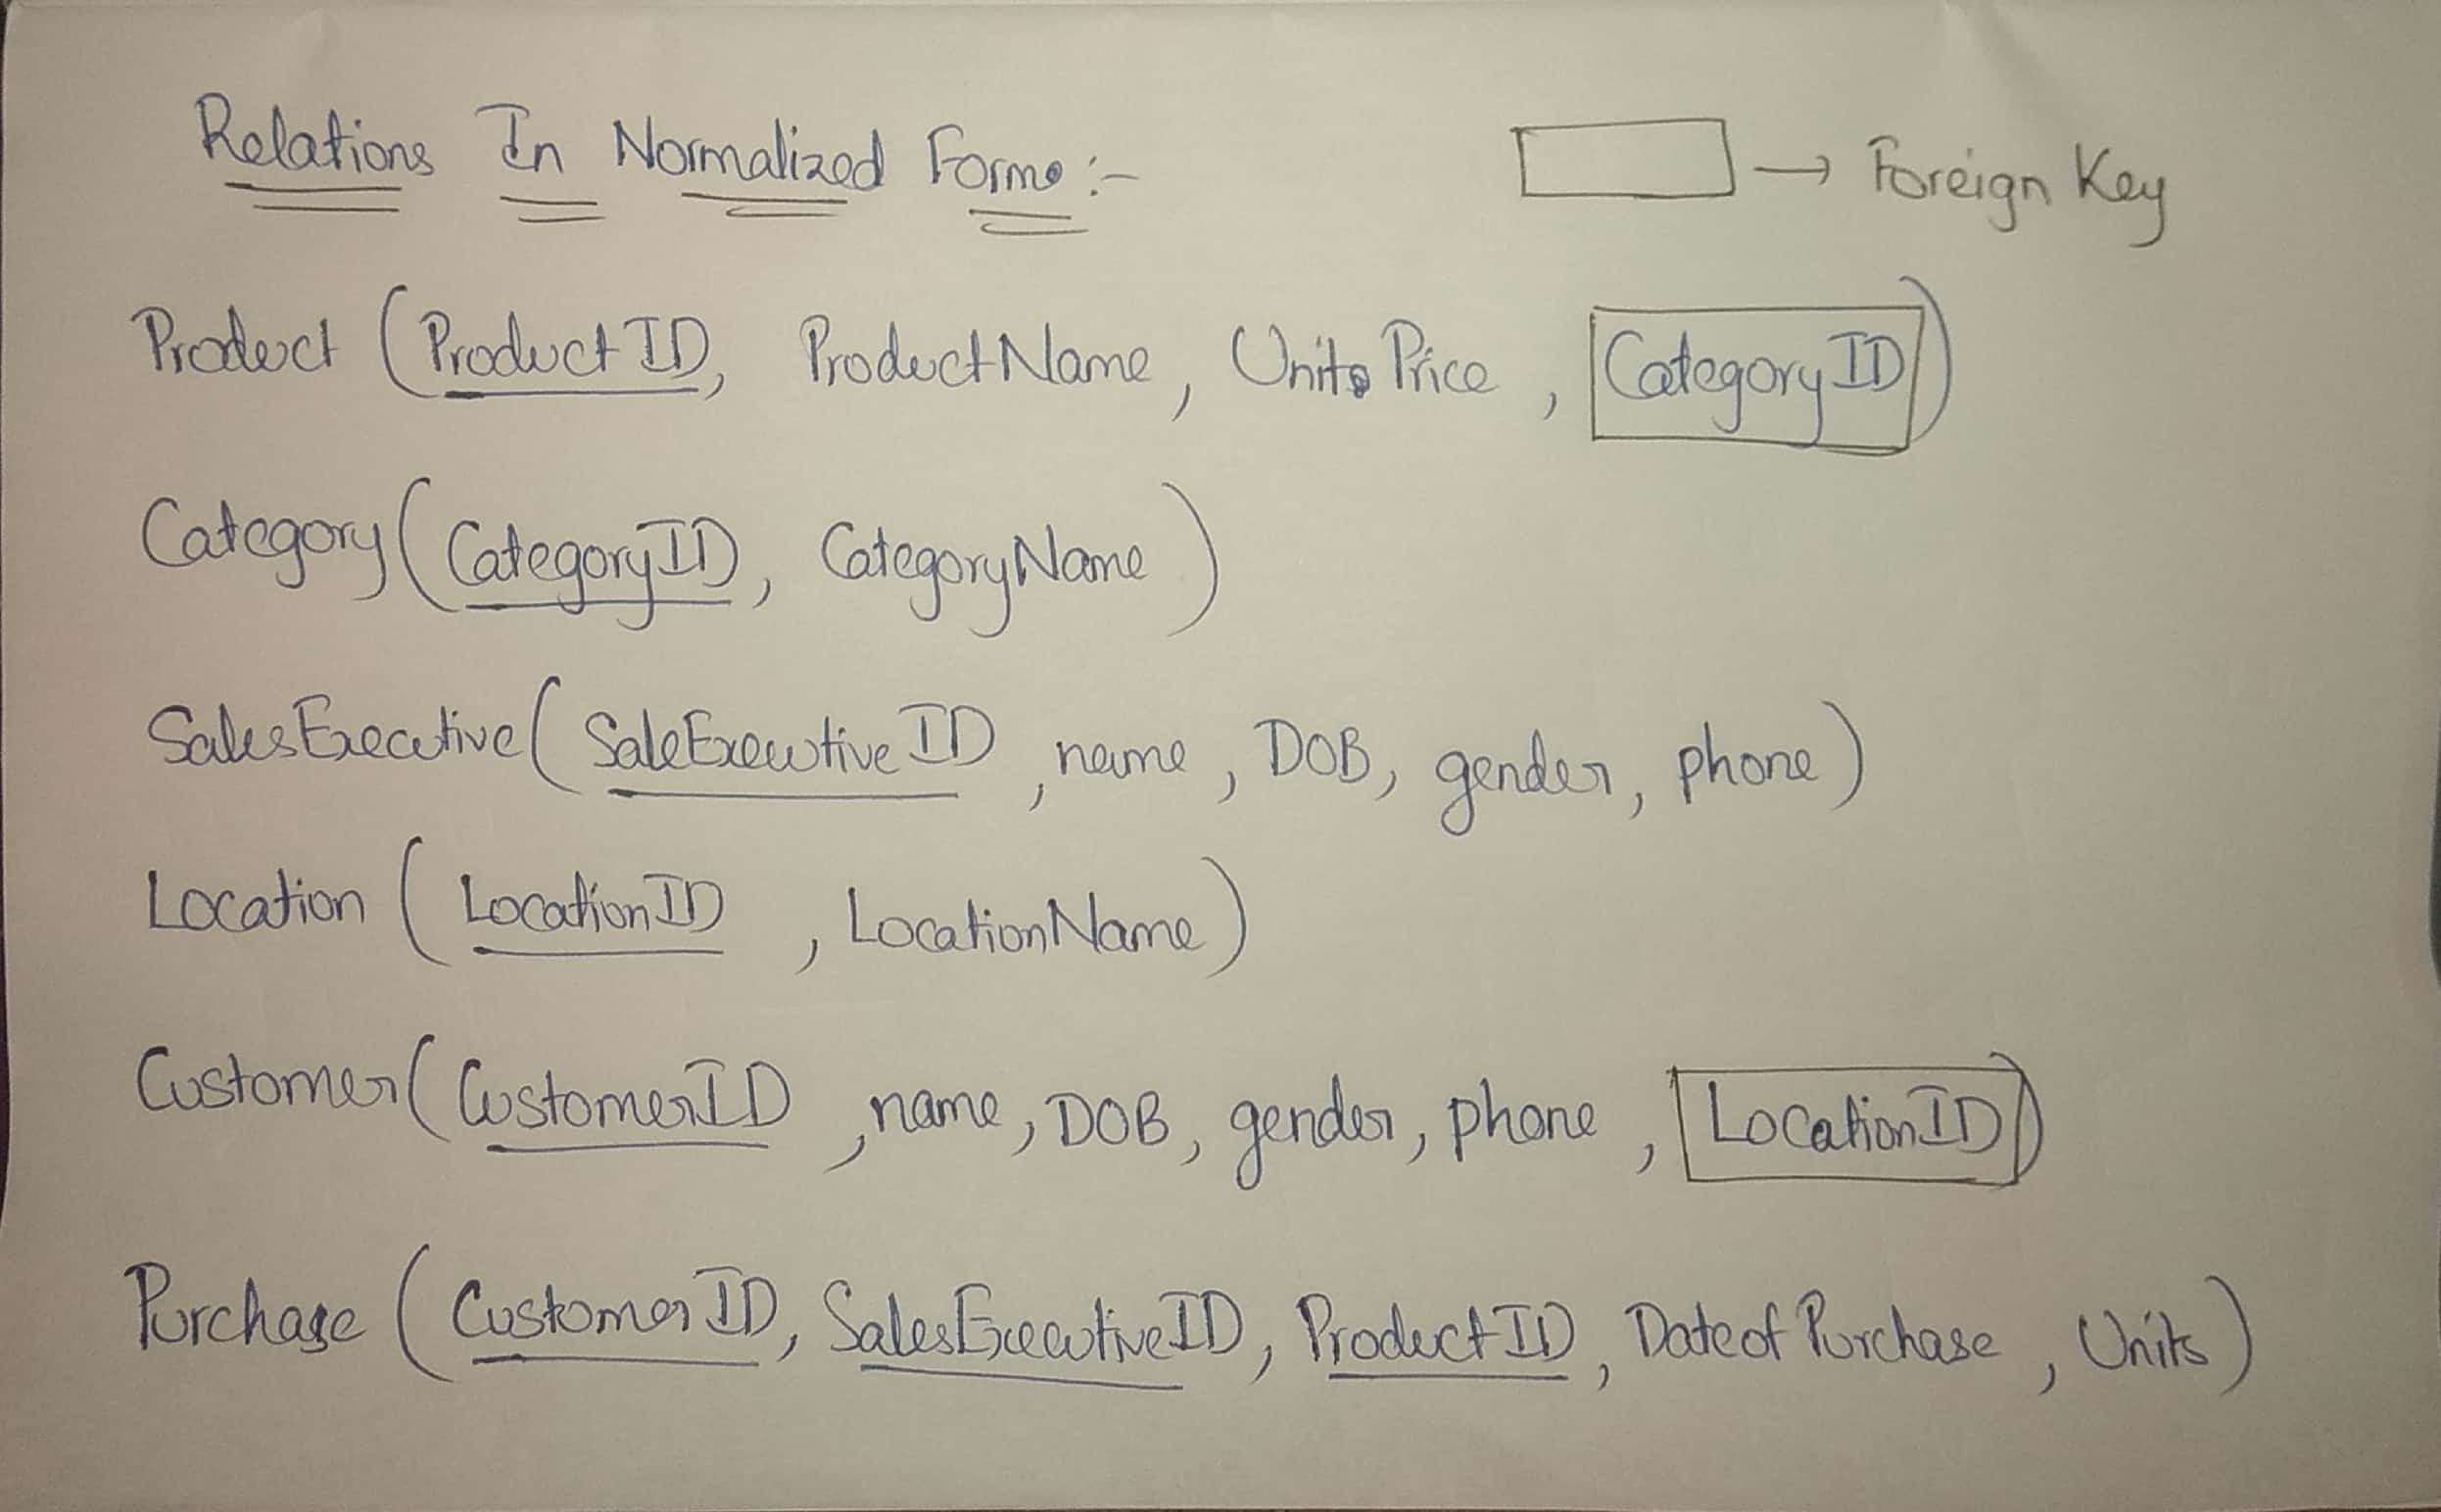 Relations In Normalized Forms :-
→ Foreign Key
Product (ProductID, ProductName, Units Price, CategoryID)
Category (CategoryID, CategoryName)
SalesExecutive (SaleExecutiveID, name, DOB, gender, phone)
Location (LocationID, LocationName)
Customer (CustomerID, name, DOB, gender, phone, LocationID)
Purchase (CustomerID, SalesExecutiveID, ProductID, Date of Purchase, Units)